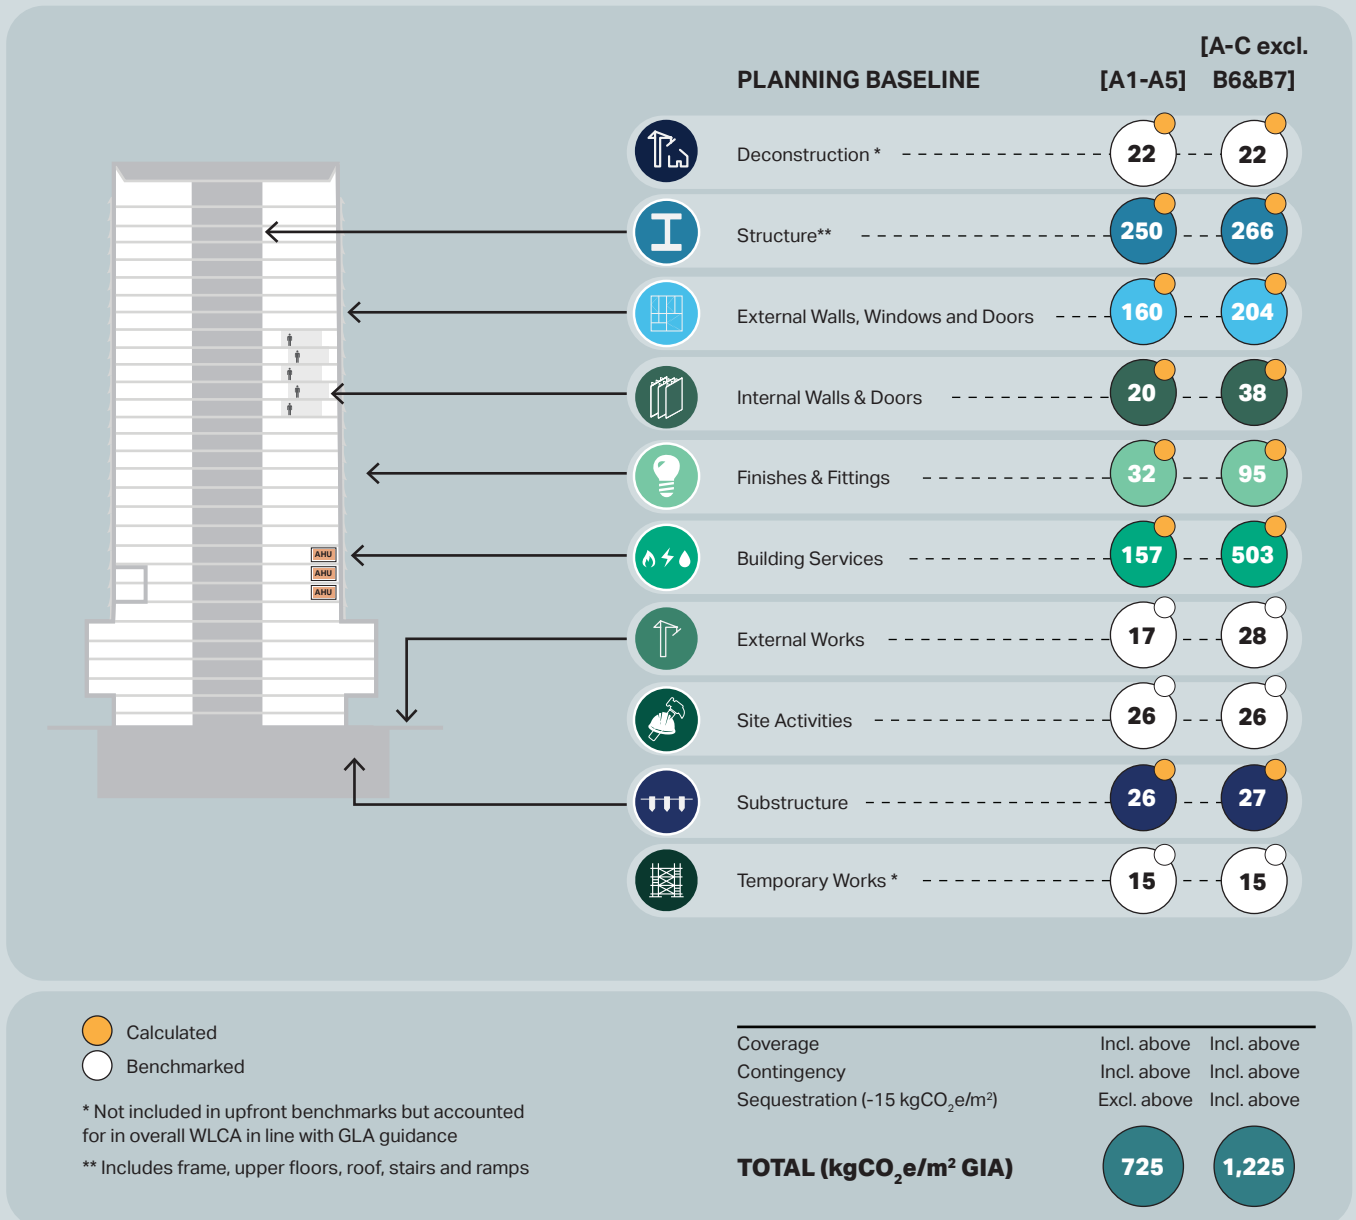 [A-C excl.
PLANNING BASELINE [A1-A5] B6&B7]
Deconstruction * 22 22
Structure** 250 266
External Walls, Windows and Doors 160 204
Internal Walls & Doors 20 38
Finishes & Fittings 32 95
Building Services 157 503
AHU
AHU
AHU
External Works 17 28
Site Activities 26 26
Substructure 26 27
Temporary Works * 15 15
Calculated
Benchmarked
* Not included in upfront benchmarks but accounted
for in overall WLCA in line with GLA guidance
** Includes frame, upper floors, roof, stairs and ramps
Coverage Incl. above Incl. above
Contingency Incl. above Incl. above
Sequestration (-15 kgCO₂e/m²) Excl. above Incl. above
TOTAL (kgCO₂e/m² GIA) 725 1,225